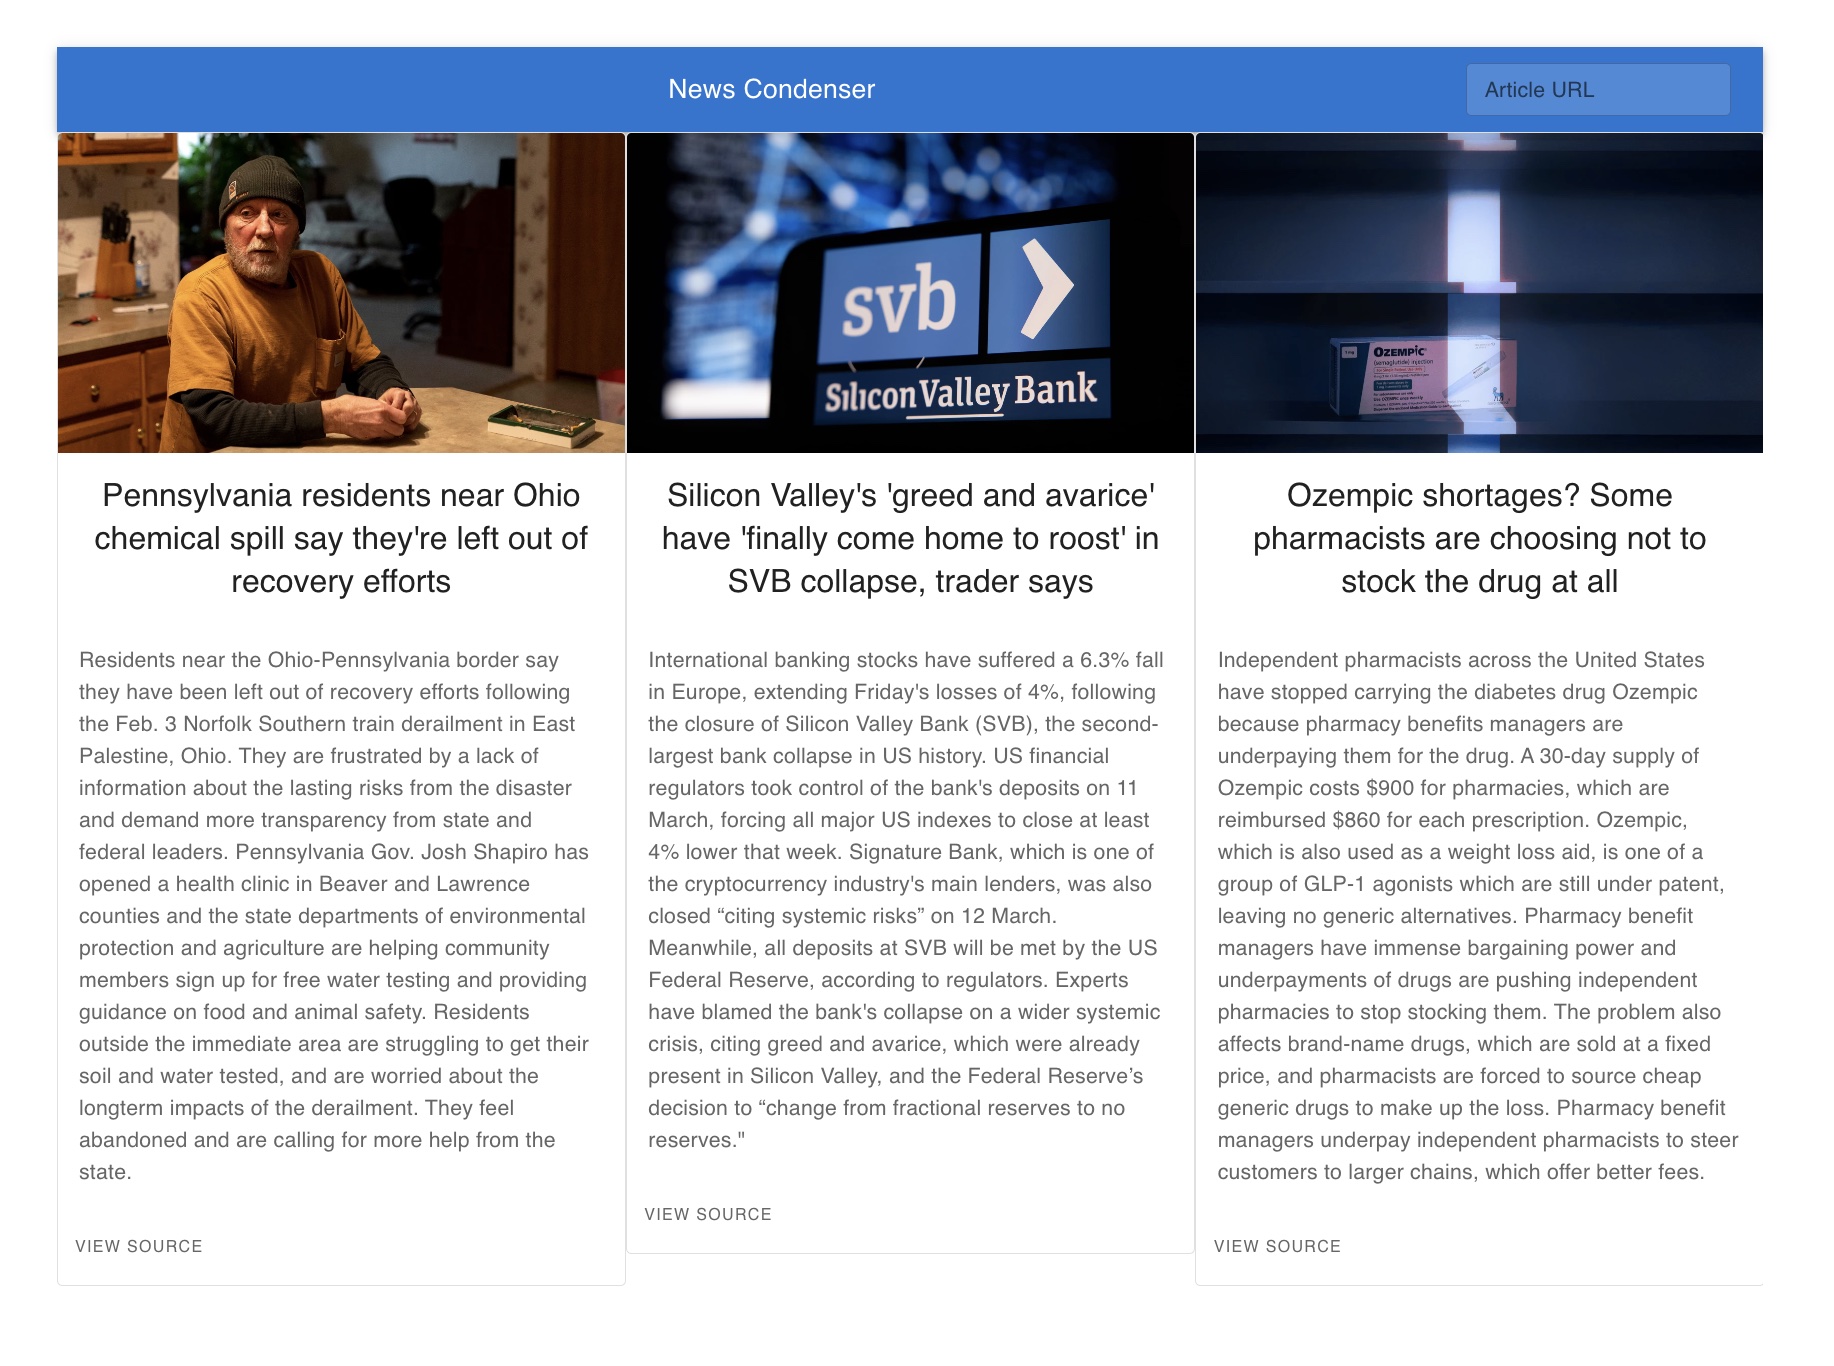 News Condenser
Article URL
svb
Silicon Valley Bank
OZEMPIC
(semaglutide) injection
Pennsylvania residents near Ohio
chemical spill say they're left out of
recovery efforts
Residents near the Ohio-Pennsylvania border say
they have been left out of recovery efforts following
the Feb. 3 Norfolk Southern train derailment in East
Palestine, Ohio. They are frustrated by a lack of
information about the lasting risks from the disaster
and demand more transparency from state and
federal leaders. Pennsylvania Gov. Josh Shapiro has
opened a health clinic in Beaver and Lawrence
counties and the state departments of environmental
protection and agriculture are helping community
members sign up for free water testing and providing
guidance on food and animal safety. Residents
outside the immediate area are struggling to get their
soil and water tested, and are worried about the
longterm impacts of the derailment. They feel
abandoned and are calling for more help from the
state.
VIEW SOURCE
Silicon Valley's 'greed and avarice'
have 'finally come home to roost' in
SVB collapse, trader says
International banking stocks have suffered a 6.3% fall
in Europe, extending Friday's losses of 4%, following
the closure of Silicon Valley Bank (SVB), the second-
largest bank collapse in US history. US financial
regulators took control of the bank's deposits on 11
March, forcing all major US indexes to close at least
4% lower that week. Signature Bank, which is one of
the cryptocurrency industry's main lenders, was also
closed “citing systemic risks” on 12 March.
Meanwhile, all deposits at SVB will be met by the US
Federal Reserve, according to regulators. Experts
have blamed the bank's collapse on a wider systemic
crisis, citing greed and avarice, which were already
present in Silicon Valley, and the Federal Reserve’s
decision to “change from fractional reserves to no
reserves."
VIEW SOURCE
Ozempic shortages? Some
pharmacists are choosing not to
stock the drug at all
Independent pharmacists across the United States
have stopped carrying the diabetes drug Ozempic
because pharmacy benefits managers are
underpaying them for the drug. A 30-day supply of
Ozempic costs $900 for pharmacies, which are
reimbursed $860 for each prescription. Ozempic,
which is also used as a weight loss aid, is one of a
group of GLP-1 agonists which are still under patent,
leaving no generic alternatives. Pharmacy benefit
managers have immense bargaining power and
underpayments of drugs are pushing independent
pharmacies to stop stocking them. The problem also
affects brand-name drugs, which are sold at a fixed
price, and pharmacists are forced to source cheap
generic drugs to make up the loss. Pharmacy benefit
managers underpay independent pharmacists to steer
customers to larger chains, which offer better fees.
VIEW SOURCE